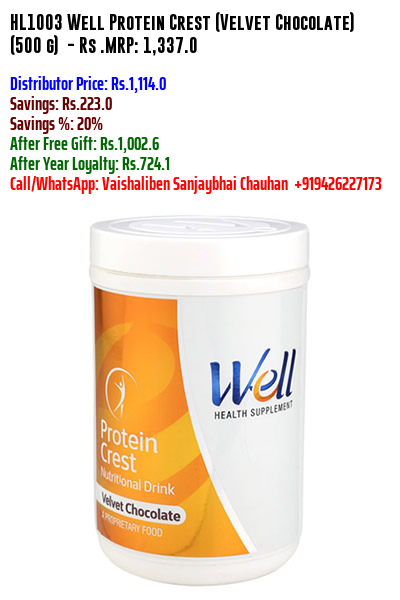 HL1003 Well Protein Crest (Velvet Chocolate)
(500 g) - Rs .MRP: 1,337.0
Distributor Price: Rs.1,114.0
Savings: Rs.223.0
Savings %: 20%
After Free Gift: Rs.1,002.6
After Year Loyalty: Rs.724.1
Call/WhatsApp: Vaishaliben Sanjaybhai Chauhan +919426227173
Well
HEALTH SUPPLEMENT
Protein
Crest
Nutritional Drink
Velvet Chocolate
A PROPRIETARY FOOD